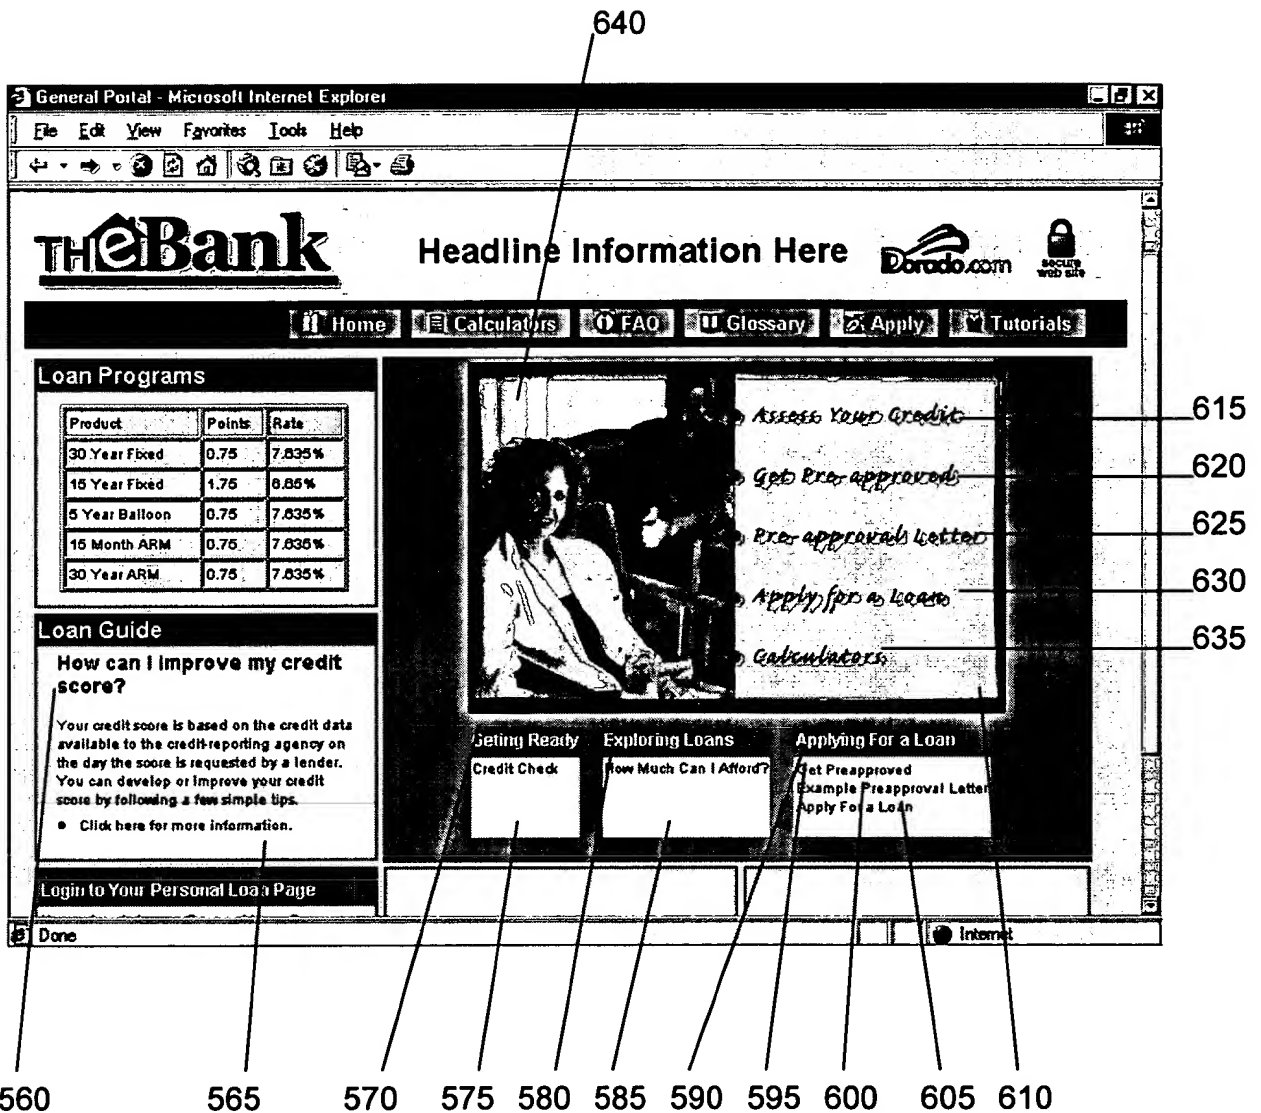 640
General Portal - Microsoft Internet Explorer
File Edit View Favorites Tools Help
THeBank
Headline Information Here
Dorado.com
secure
web site
Home Calculators FAQ Glossary Apply Tutorials
Loan Programs
Product Points Rate
30 Year Fixed 0.75 7.635%
15 Year Fixed 1.75 6.85%
5 Year Balloon 0.75 7.635%
15 Month ARM 0.75 7.635%
30 Year ARM 0.75 7.635%
Loan Guide
How can I improve my credit
score?
Your credit score is based on the credit data
available to the credit-reporting agency on
the day the score is requested by a lender.
You can develop or improve your credit
score by following a few simple tips.
• Click here for more information.
Login to Your Personal Loan Page
Assess Your Credit 615
Get Pre-approved 620
Pre-approval Letter 625
Apply for a Loan 630
Calculators 635
Geting Ready
Credit Check
Exploring Loans
How Much Can I Afford?
Applying For a Loan
Get Preapproved
Example Preapproval Letter
Apply For a Loan
Done
Internet
560 565 570 575 580 585 590 595 600 605 610